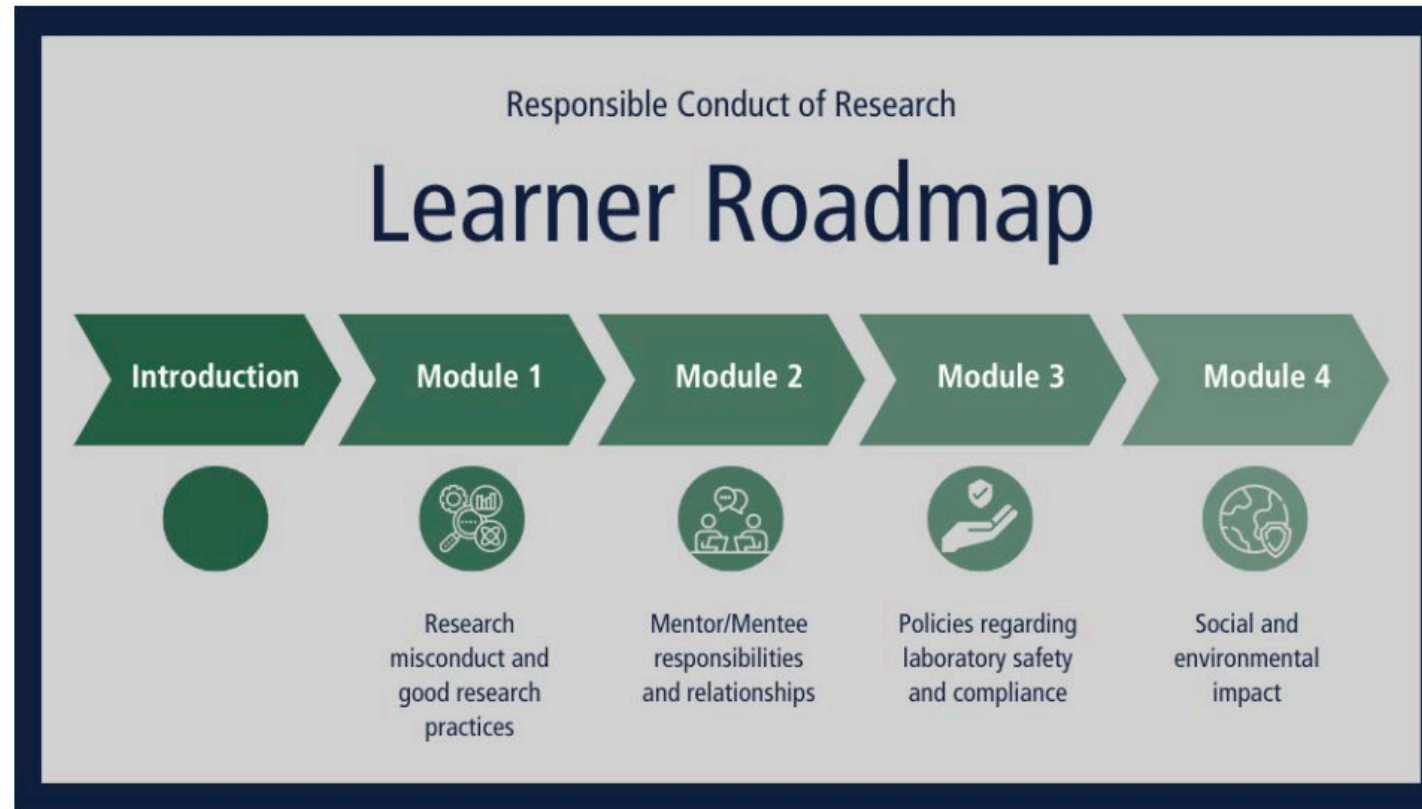 Responsible Conduct of Research
Learner Roadmap
Introduction
Module 1
Module 2
Module 3
Module 4
Research
misconduct and
good research
practices
Mentor/Mentee
responsibilities
and relationships
Policies regarding
laboratory safety
and compliance
Social and
environmental
impact